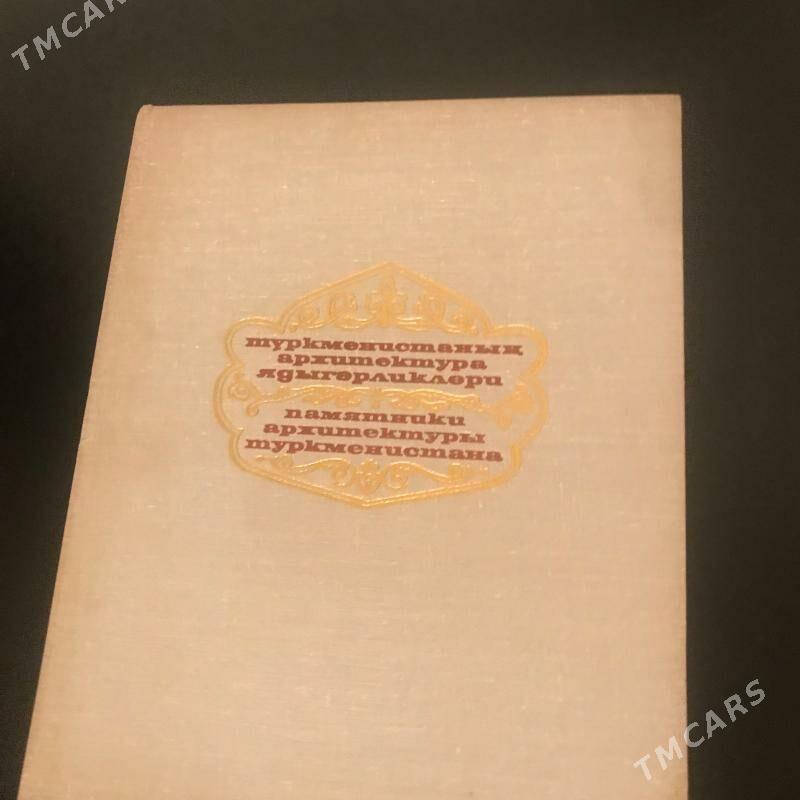 TMCARS
түркменистаның
архитектура
ядыгәрликлери
памятники
архитектуры
туркменистана
TMCARS